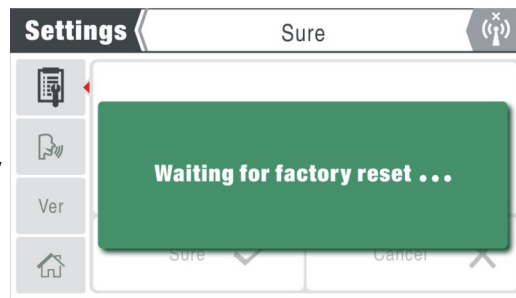 Settings
Sure
Waiting for factory reset ...
Ver
Sure
Cancel